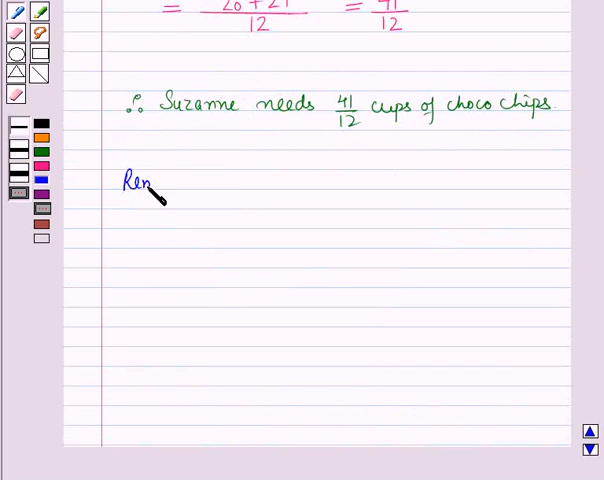 = 20 + 21 / 12 = 41 / 12
∴ Suzanne needs 41/12 cups of choco chips.
Ren